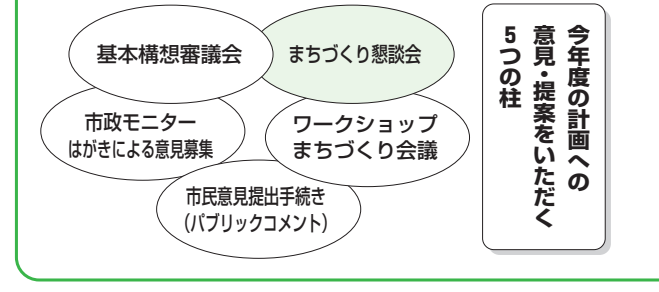 今年度の計画への
意見・提案をいただく
5つの柱
基本構想審議会
まちづくり懇談会
市政モニター
はがきによる意見募集
ワークショップ
まちづくり会議
市民意見提出手続き
(パブリックコメント)